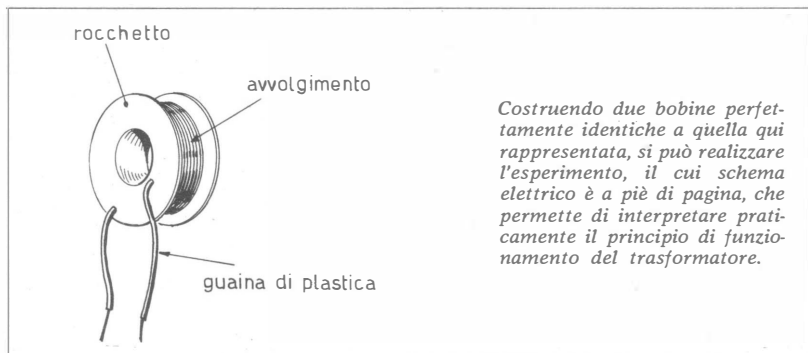 rocchetto
avvolgimento
guaina di plastica
Costruendo due bobine perfet-
tamente identiche a quella qui
rappresentata, si può realizzare
l'esperimento, il cui schema
elettrico è a piè di pagina, che
permette di interpretare prati-
camente il principio di funzio-
namento del trasformatore.